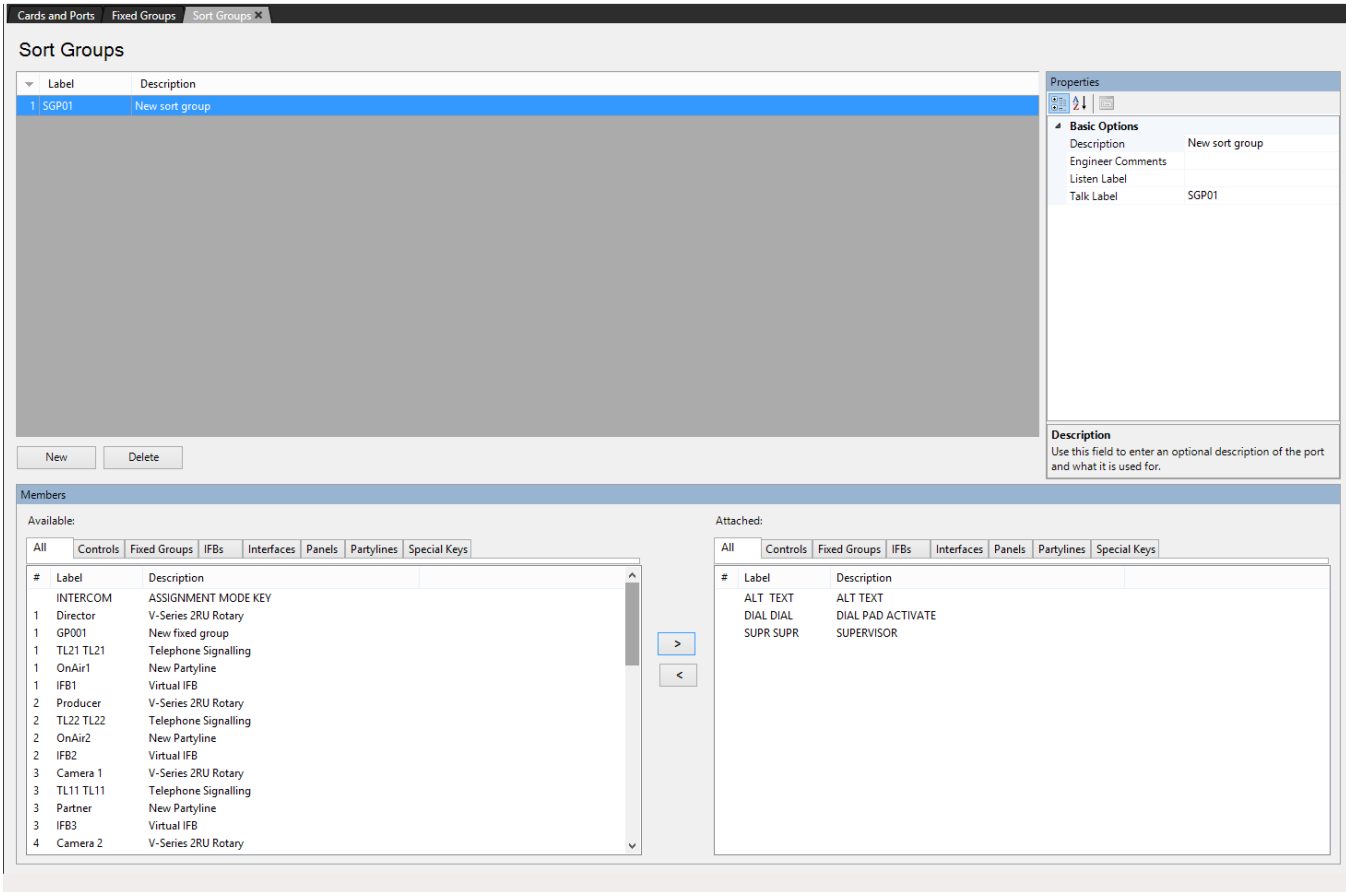 Cards and Ports Fixed Groups Sort Groups ✕
Sort Groups
Label Description
1 SGP01 New sort group
Properties
Basic Options
Description New sort group
Engineer Comments
Listen Label
Talk Label SGP01
Description
Use this field to enter an optional description of the port
and what it is used for.
New Delete
Members
Available:
All Controls Fixed Groups IFBs Interfaces Panels Partylines Special Keys
# Label Description
INTERCOM ASSIGNMENT MODE KEY
1 Director V-Series 2RU Rotary
1 GP001 New fixed group
1 TL21 TL21 Telephone Signalling
1 OnAir1 New Partyline
1 IFB1 Virtual IFB
2 Producer V-Series 2RU Rotary
2 TL22 TL22 Telephone Signalling
2 OnAir2 New Partyline
2 IFB2 Virtual IFB
3 Camera 1 V-Series 2RU Rotary
3 TL11 TL11 Telephone Signalling
3 Partner New Partyline
3 IFB3 Virtual IFB
4 Camera 2 V-Series 2RU Rotary
>
<
Attached:
All Controls Fixed Groups IFBs Interfaces Panels Partylines Special Keys
# Label Description
ALT TEXT ALT TEXT
DIAL DIAL DIAL PAD ACTIVATE
SUPR SUPR SUPERVISOR